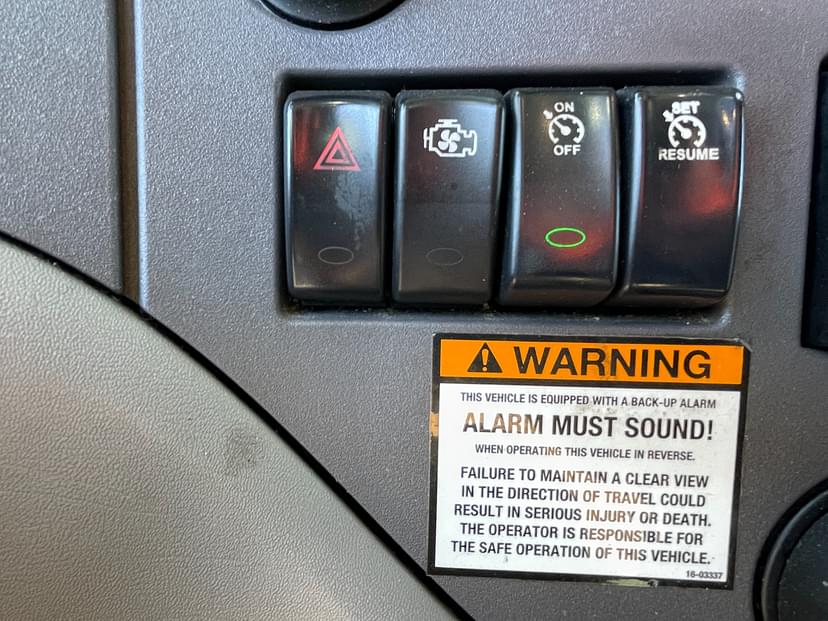 ON
OFF
SET
RESUME
WARNING
THIS VEHICLE IS EQUIPPED WITH A BACK-UP ALARM
ALARM MUST SOUND!
WHEN OPERATING THIS VEHICLE IN REVERSE.
FAILURE TO MAINTAIN A CLEAR VIEW
IN THE DIRECTION OF TRAVEL COULD
RESULT IN SERIOUS INJURY OR DEATH.
THE OPERATOR IS RESPONSIBLE FOR
THE SAFE OPERATION OF THIS VEHICLE.
16-03337